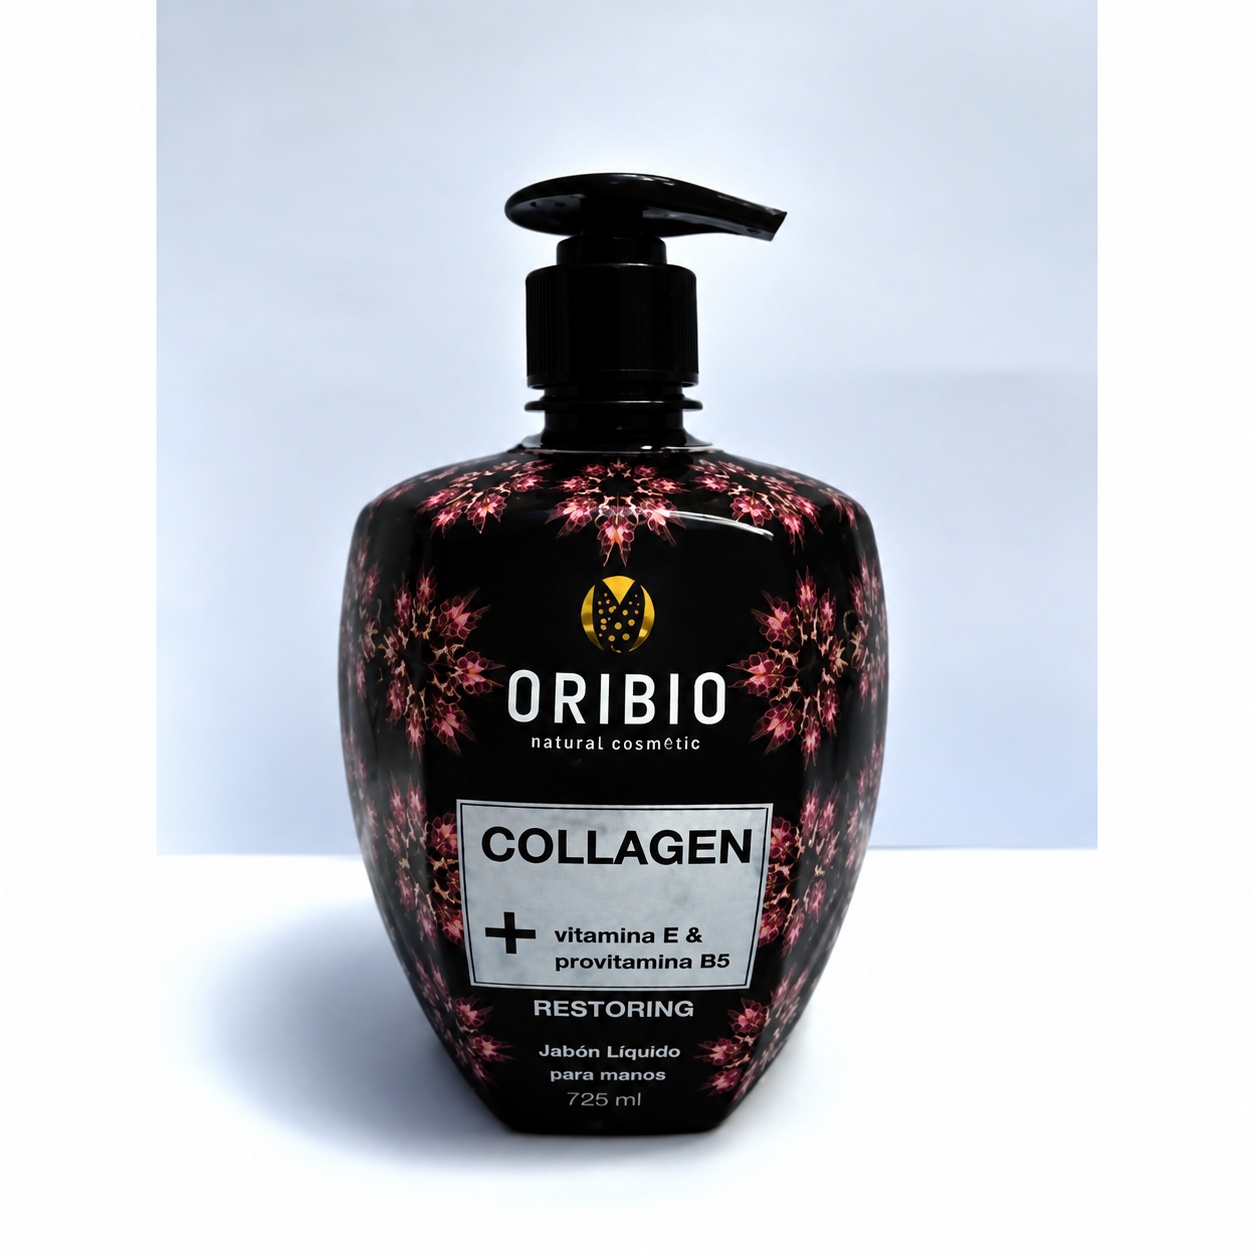 ORIBIO
natural cosmetic
COLLAGEN
+ vitamina E &
provitamina B5
RESTORING
Jabón Líquido
para manos
725 ml